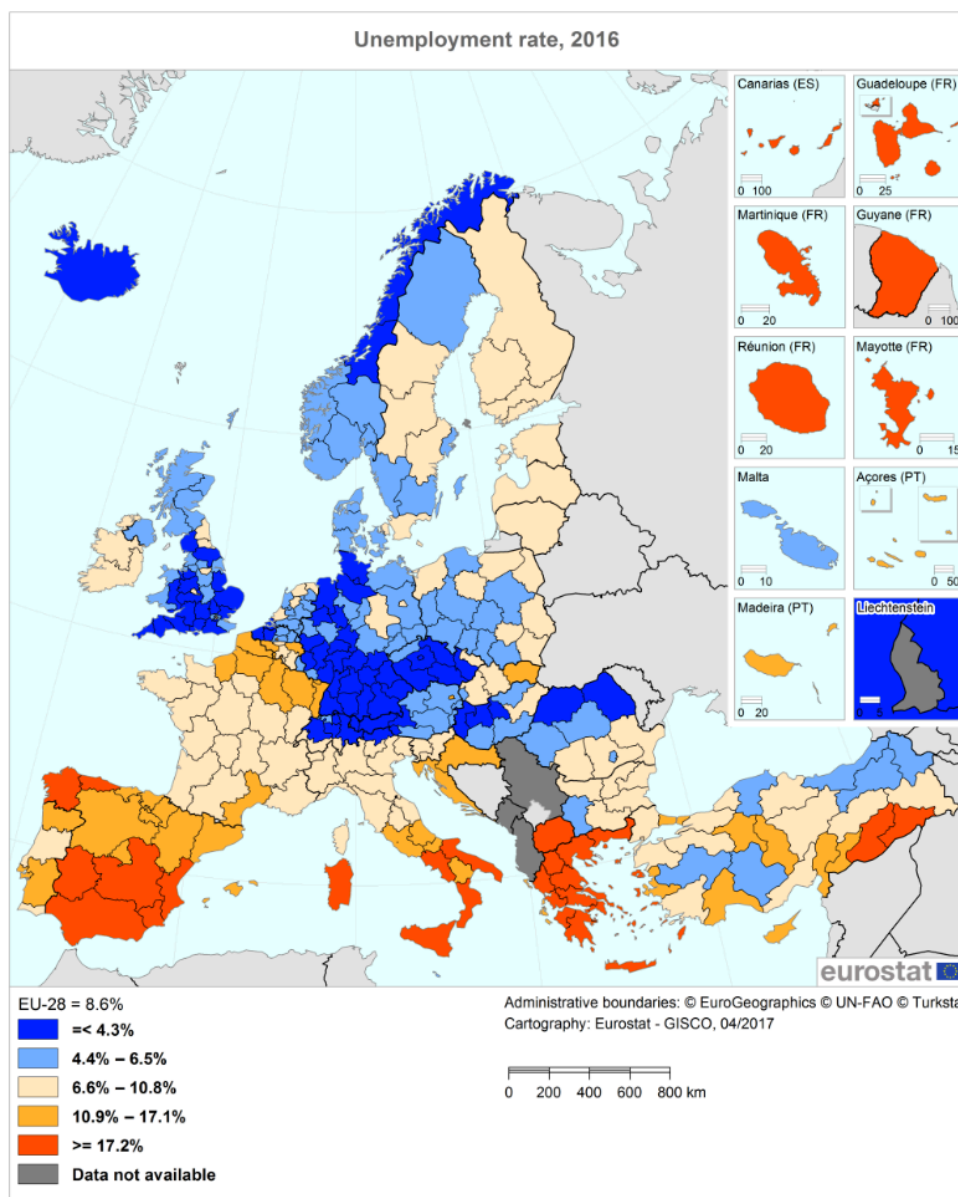 Unemployment rate, 2016
Canarias (ES)
0 100
Guadeloupe (FR)
0 25
Martinique (FR)
0 20
Guyane (FR)
0 100
Réunion (FR)
0 20
Mayotte (FR)
0 15
Malta
0 10
Açores (PT)
0 50
Madeira (PT)
0 20
Liechtenstein
0 5
eurostat
EU-28 = 8.6%
=< 4.3%
4.4% – 6.5%
6.6% – 10.8%
10.9% – 17.1%
>= 17.2%
Data not available
Administrative boundaries: © EuroGeographics © UN-FAO © Turksta
Cartography: Eurostat - GISCO, 04/2017
0 200 400 600 800 km